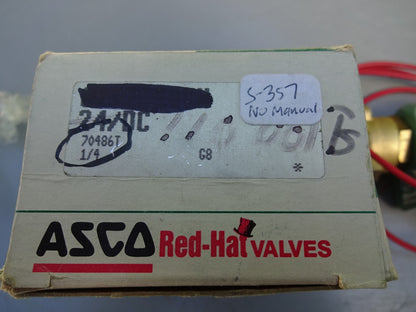 S-357
No Manual
24/DC
70486T
1/4
G8
*
ASCO Red-Hat VALVES